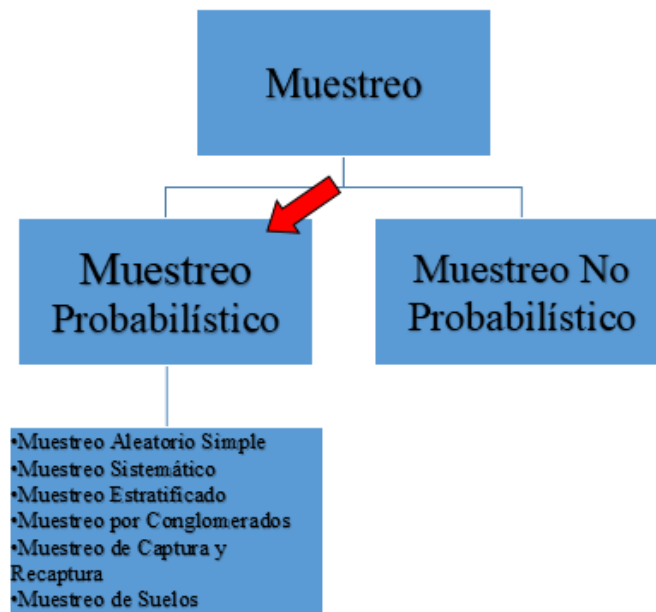 Muestreo
Muestreo
Probabilístico
Muestreo No
Probabilístico
•Muestreo Aleatorio Simple
•Muestreo Sistemático
•Muestreo Estratificado
•Muestreo por Conglomerados
•Muestreo de Captura y
Recaptura
•Muestreo de Suelos